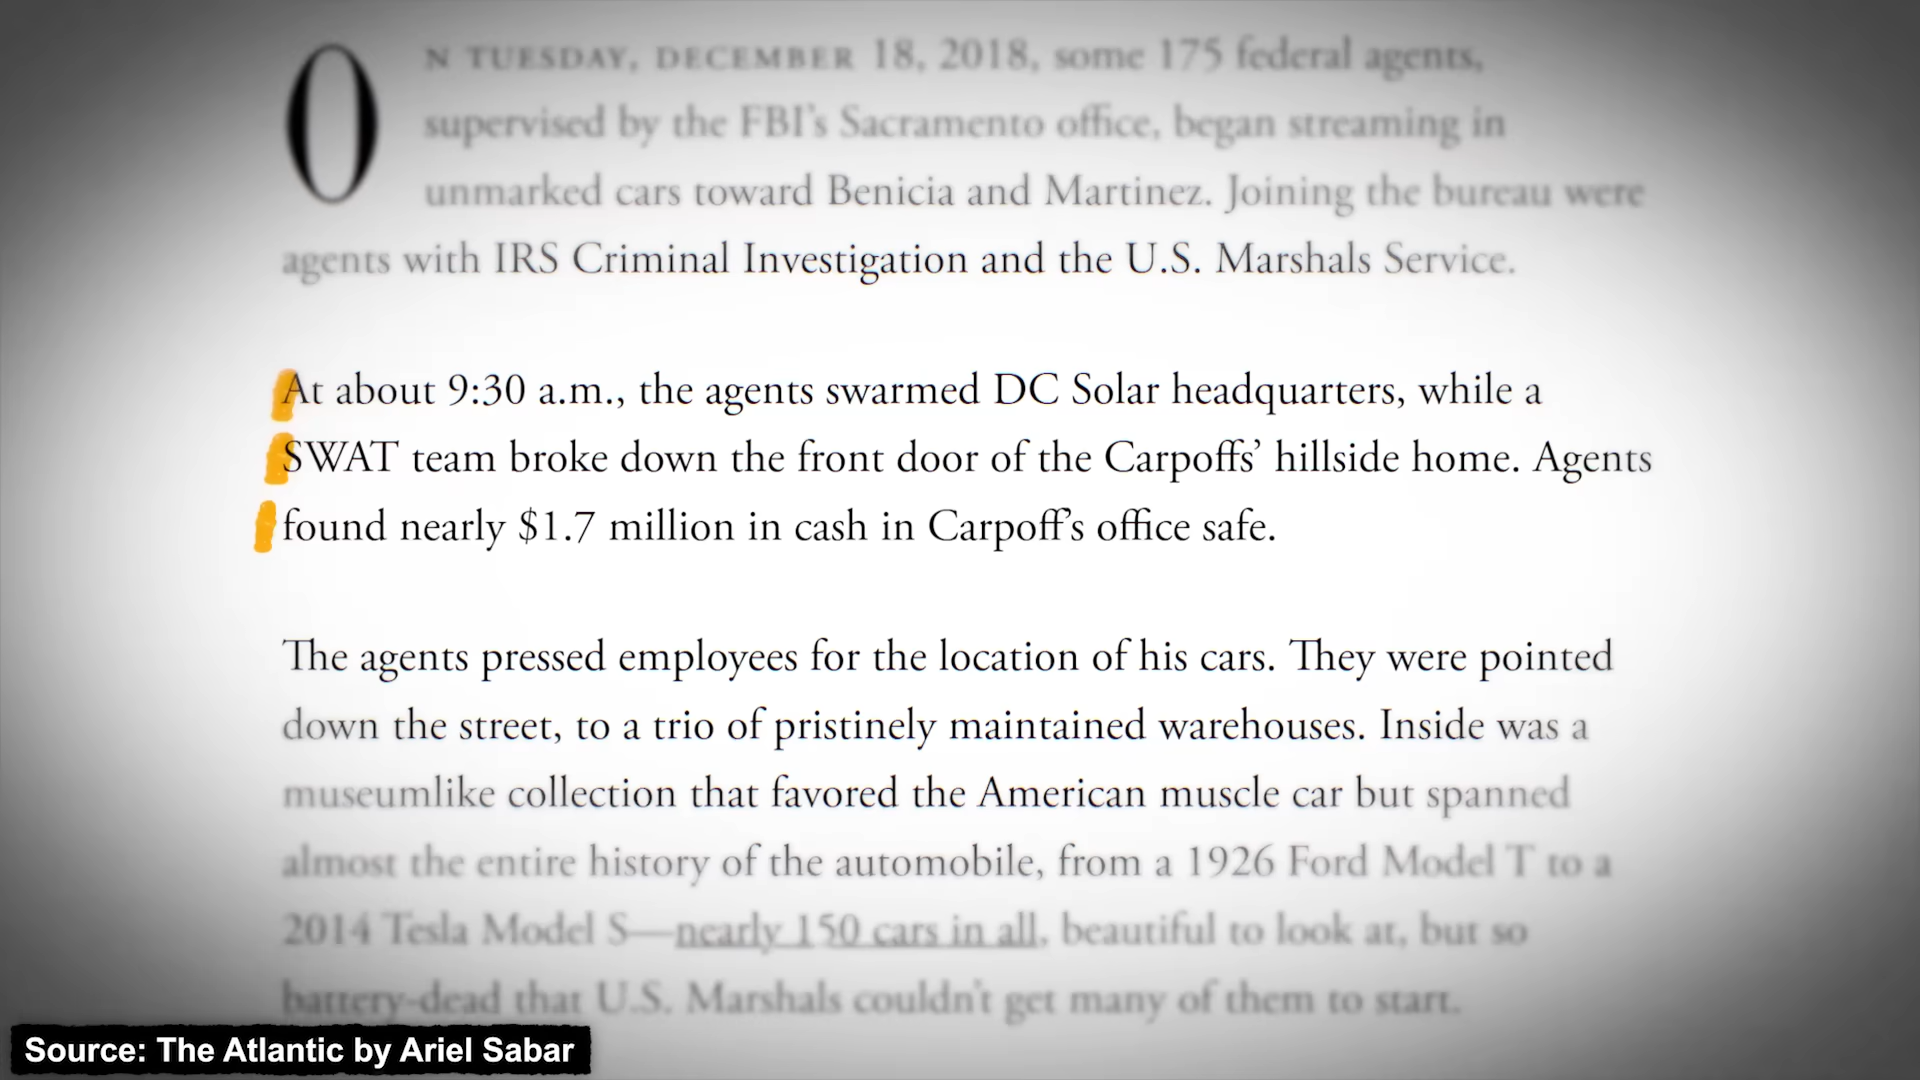 ON TUESDAY, DECEMBER 18, 2018, some 175 federal agents,
supervised by the FBI’s Sacramento office, began streaming in
unmarked cars toward Benicia and Martinez. Joining the bureau were
agents with IRS Criminal Investigation and the U.S. Marshals Service.
At about 9:30 a.m., the agents swarmed DC Solar headquarters, while a
SWAT team broke down the front door of the Carpoffs’ hillside home. Agents
found nearly $1.7 million in cash in Carpoff’s office safe.
The agents pressed employees for the location of his cars. They were pointed
down the street, to a trio of pristinely maintained warehouses. Inside was a
museumlike collection that favored the American muscle car but spanned
almost the entire history of the automobile, from a 1926 Ford Model T to a
2014 Tesla Model S—nearly 150 cars in all, beautiful to look at, but so
battery-dead that U.S. Marshals couldn’t get many of them to start.
Source: The Atlantic by Ariel Sabar